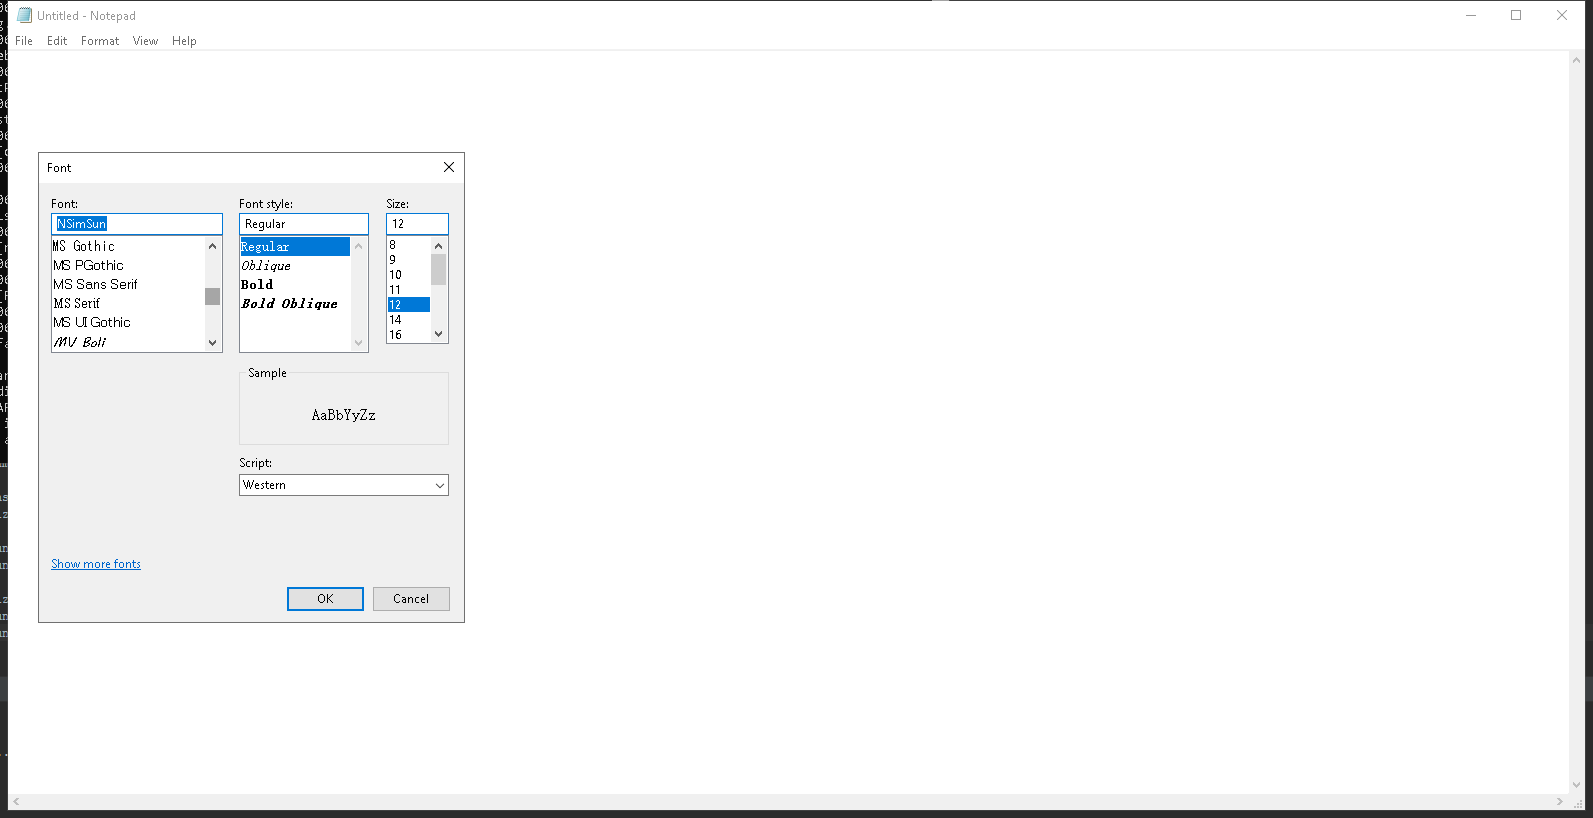 Untitled - Notepad
File Edit Format View Help
Font
Font: Font style: Size:
NSimSun Regular 12
MS Gothic
MS PGothic
MS Sans Serif
MS Serif
MS UI Gothic
MV Boli
Regular
Oblique
Bold
Bold Oblique
8
9
10
11
12
14
16
Sample
AaBbYyZz
Script:
Western
Show more fonts
OK Cancel